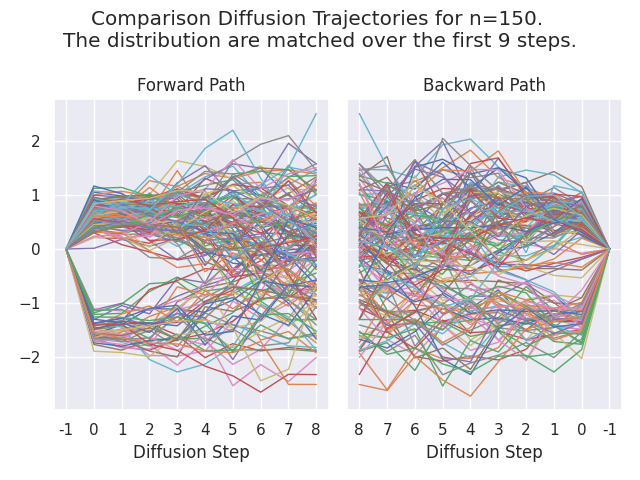 Comparison Diffusion Trajectories for n=150.
The distribution are matched over the first 9 steps.
Forward Path
Backward Path
2
1
0
−1
−2
-1 0 1 2 3 4 5 6 7 8
8 7 6 5 4 3 2 1 0 -1
Diffusion Step
Diffusion Step